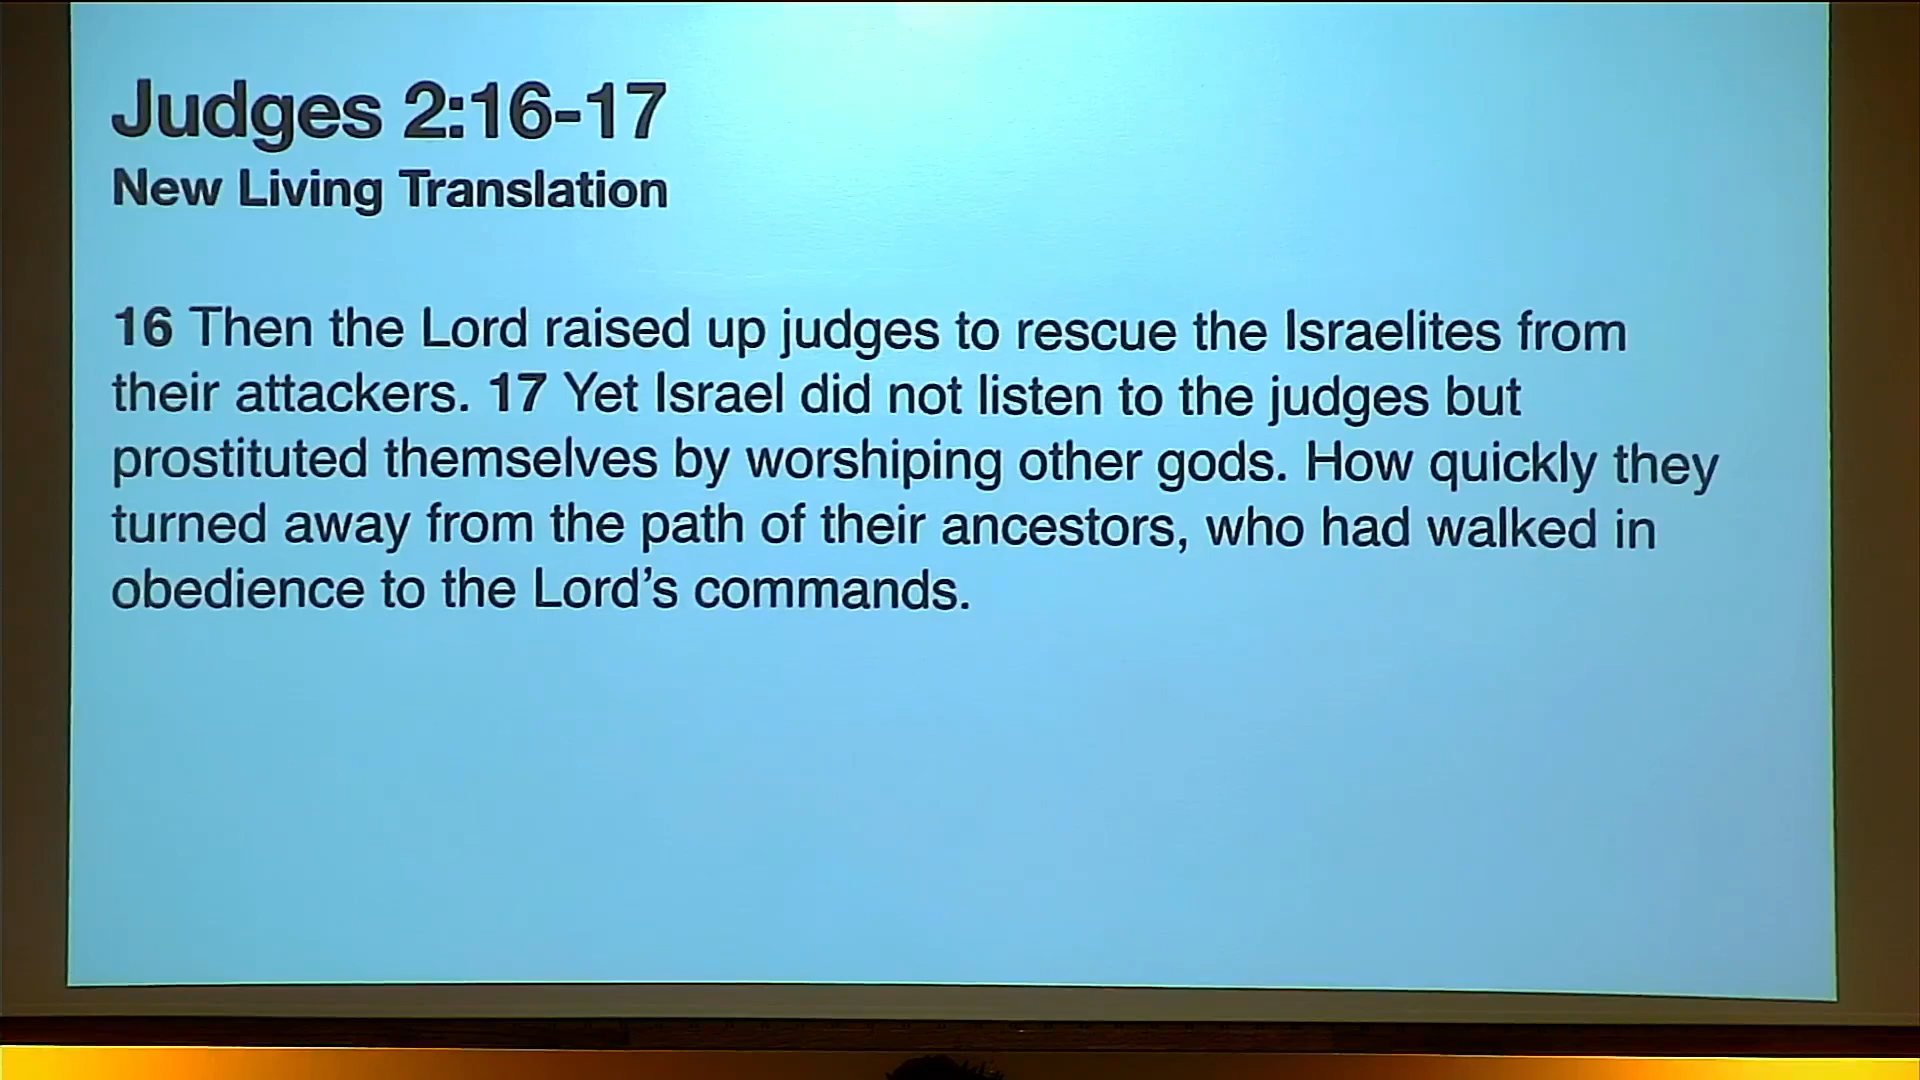 Judges 2:16-17
New Living Translation
16 Then the Lord raised up judges to rescue the Israelites from
their attackers. 17 Yet Israel did not listen to the judges but
prostituted themselves by worshiping other gods. How quickly they
turned away from the path of their ancestors, who had walked in
obedience to the Lord’s commands.